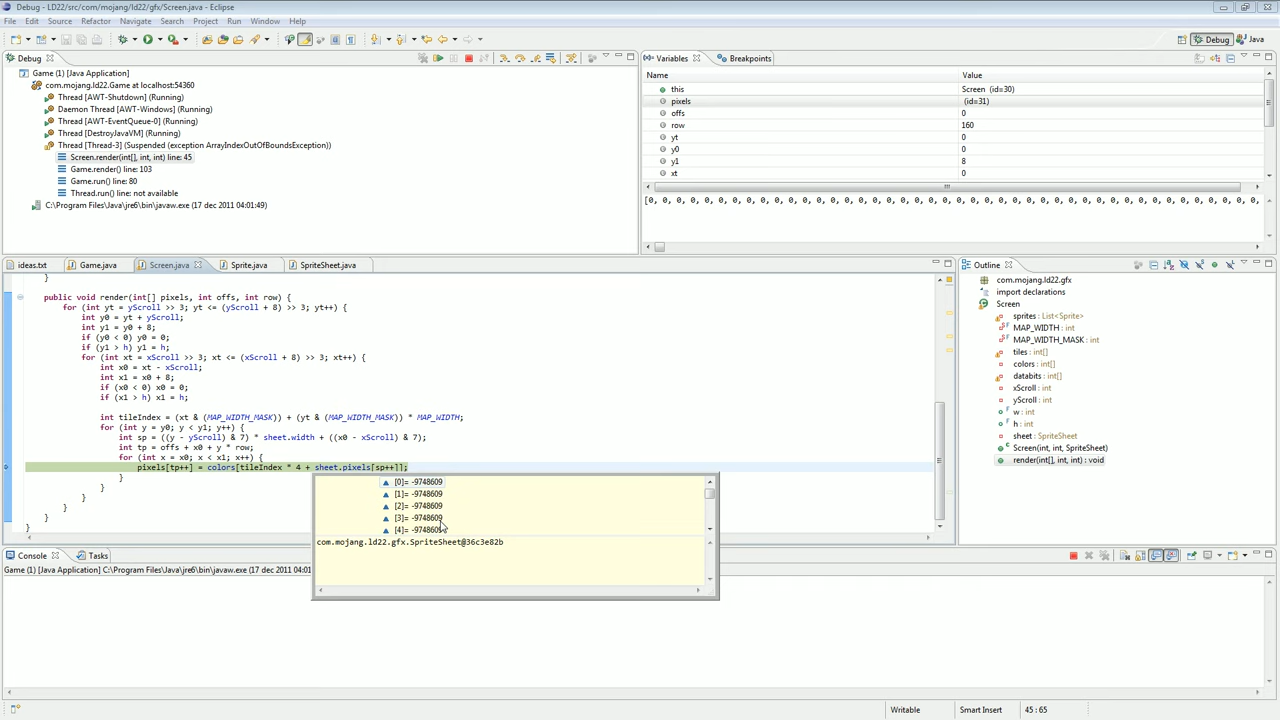 Debug - LD22/src/com/mojang/ld22/gfx/Screen.java - Eclipse
File Edit Source Refactor Navigate Search Project Run Window Help
Debug Java
Debug
Game (1) [Java Application]
com.mojang.ld22.Game at localhost:54360
Thread [AWT-Shutdown] (Running)
Daemon Thread [AWT-Windows] (Running)
Thread [AWT-EventQueue-0] (Running)
Thread [DestroyJavaVM] (Running)
Thread [Thread-3] (Suspended (exception ArrayIndexOutOfBoundsException))
Screen.render(int[], int, int) line: 45
Game.render() line: 103
Game.run() line: 80
Thread.run() line: not available
C:\Program Files\Java\jre6\bin\javaw.exe (17 dec 2011 04:01:49)
Variables Breakpoints
Name Value
this Screen (id=30)
pixels (id=31)
offs 0
row 160
yt 0
y0 0
y1 8
xt 0
[0, 0, 0, 0, 0, 0, 0, 0, 0, 0, 0, 0, 0, 0, 0, 0, 0, 0, 0, 0, 0, 0, 0, 0, 0, 0, 0, 0, 0, 0, 0, 0, 0, 0, 0, 0, 0, 0, 0, 0, 0, 0, 0, 0,
ideas.txt Game.java Screen.java Sprite.java SpriteSheet.java
}
public void render(int[] pixels, int offs, int row) {
for (int yt = yScroll >> 3; yt <= (yScroll + 8) >> 3; yt++) {
int y0 = yt + yScroll;
int y1 = y0 + 8;
if (y0 < 0) y0 = 0;
if (y1 > h) y1 = h;
for (int xt = xScroll >> 3; xt <= (xScroll + 8) >> 3; xt++) {
int x0 = xt - xScroll;
int x1 = x0 + 8;
if (x0 < 0) x0 = 0;
if (x1 > h) x1 = h;
int tileIndex = (xt & (MAP_WIDTH_MASK)) + (yt & (MAP_WIDTH_MASK)) * MAP_WIDTH;
for (int y = y0; y < y1; y++) {
int sp = ((y - yScroll) & 7) * sheet.width + ((x0 - xScroll) & 7);
int tp = offs + x0 + y * row;
for (int x = x0; x < x1; x++) {
pixels[tp++] = colors[tileIndex * 4 + sheet.pixels[sp++]];
}
}
}
}
}
}
[0]= -9748609
[1]= -9748609
[2]= -9748609
[3]= -9748609
[4]= -9748609
com.mojang.ld22.gfx.SpriteSheet@36c3e82b
Outline
com.mojang.ld22.gfx
import declarations
Screen
sprites : List<Sprite>
MAP_WIDTH : int
MAP_WIDTH_MASK : int
tiles : int[]
colors : int[]
databits : int[]
xScroll : int
yScroll : int
w : int
h : int
sheet : SpriteSheet
Screen(int, int, SpriteSheet)
render(int[], int, int) : void
Console Tasks
Game (1) [Java Application] C:\Program Files\Java\jre6\bin\javaw.exe (17 dec 2011 04:01
Writable Smart Insert 45 : 65